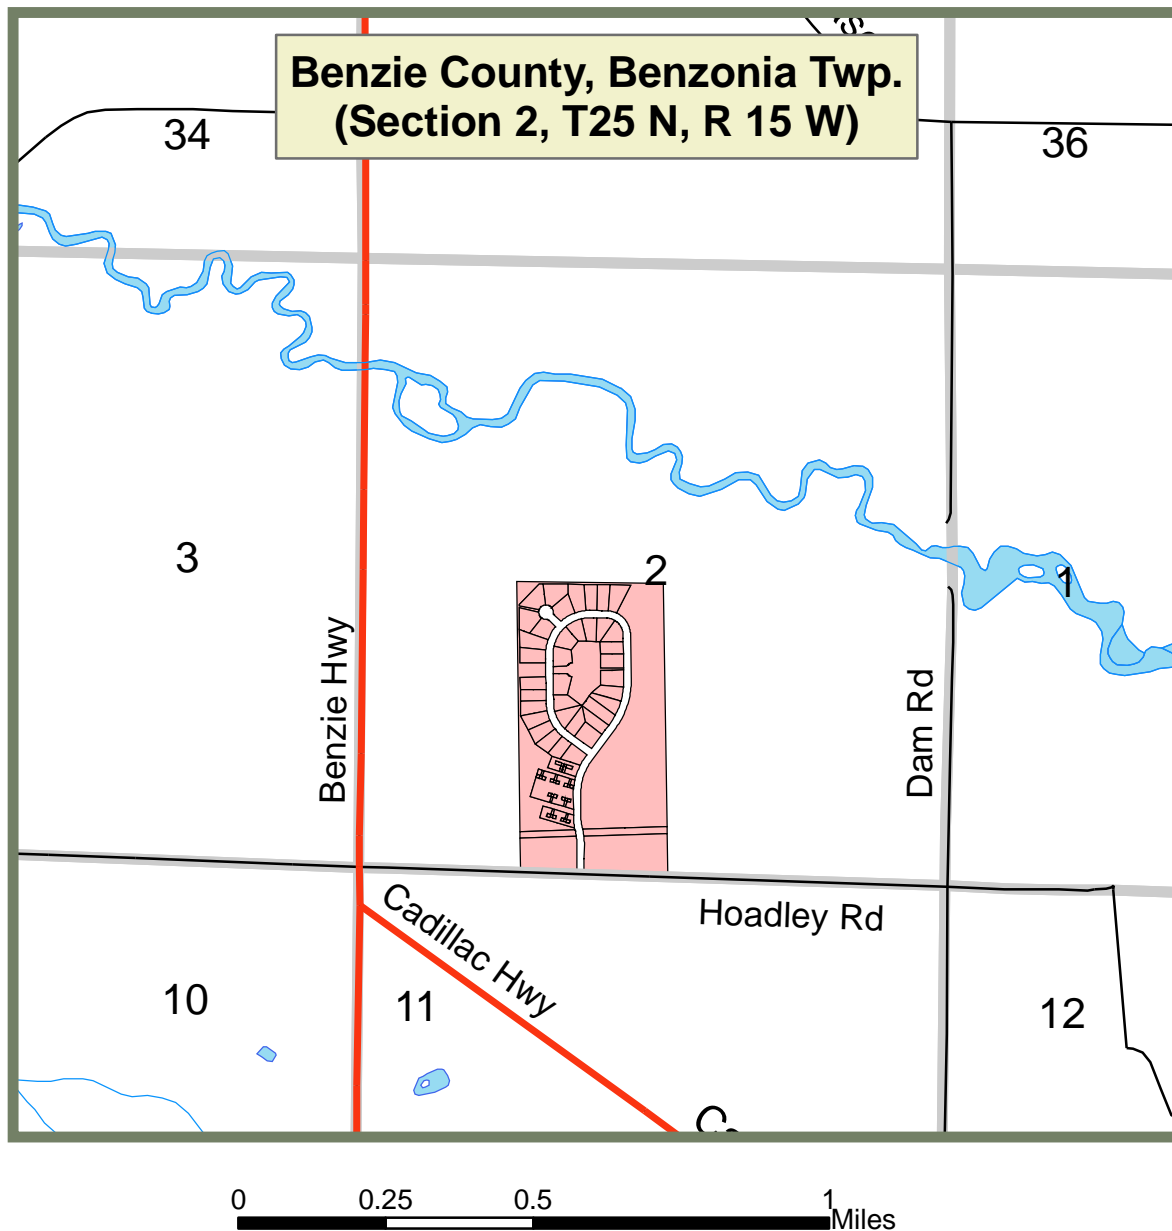 Benzie County, Benzonia Twp.
(Section 2, T25 N, R 15 W)
34
36
3
2
1
Benzie Hwy
Dam Rd
Cadillac Hwy
Hoadley Rd
10
11
12
0 0.25 0.5 1
Miles